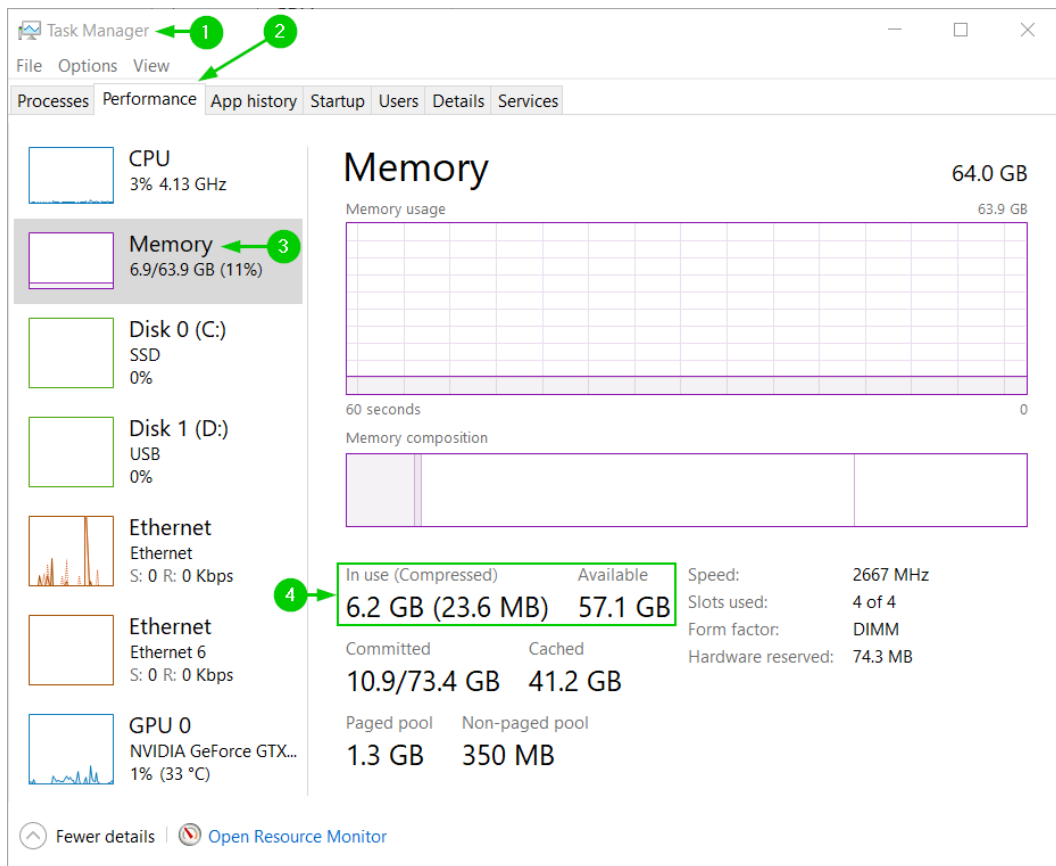 Task Manager
1
2
File Options View
Processes Performance App history Startup Users Details Services
CPU
3% 4.13 GHz
Memory
3
6.9/63.9 GB (11%)
Disk 0 (C:)
SSD
0%
Disk 1 (D:)
USB
0%
Ethernet
Ethernet
S: 0 R: 0 Kbps
Ethernet
Ethernet 6
S: 0 R: 0 Kbps
GPU 0
NVIDIA GeForce GTX...
1% (33 °C)
Memory 64.0 GB
Memory usage 63.9 GB
60 seconds 0
Memory composition
4
In use (Compressed) Available
6.2 GB (23.6 MB) 57.1 GB
Committed Cached
10.9/73.4 GB 41.2 GB
Paged pool Non-paged pool
1.3 GB 350 MB
Speed: 2667 MHz
Slots used: 4 of 4
Form factor: DIMM
Hardware reserved: 74.3 MB
Fewer details Open Resource Monitor